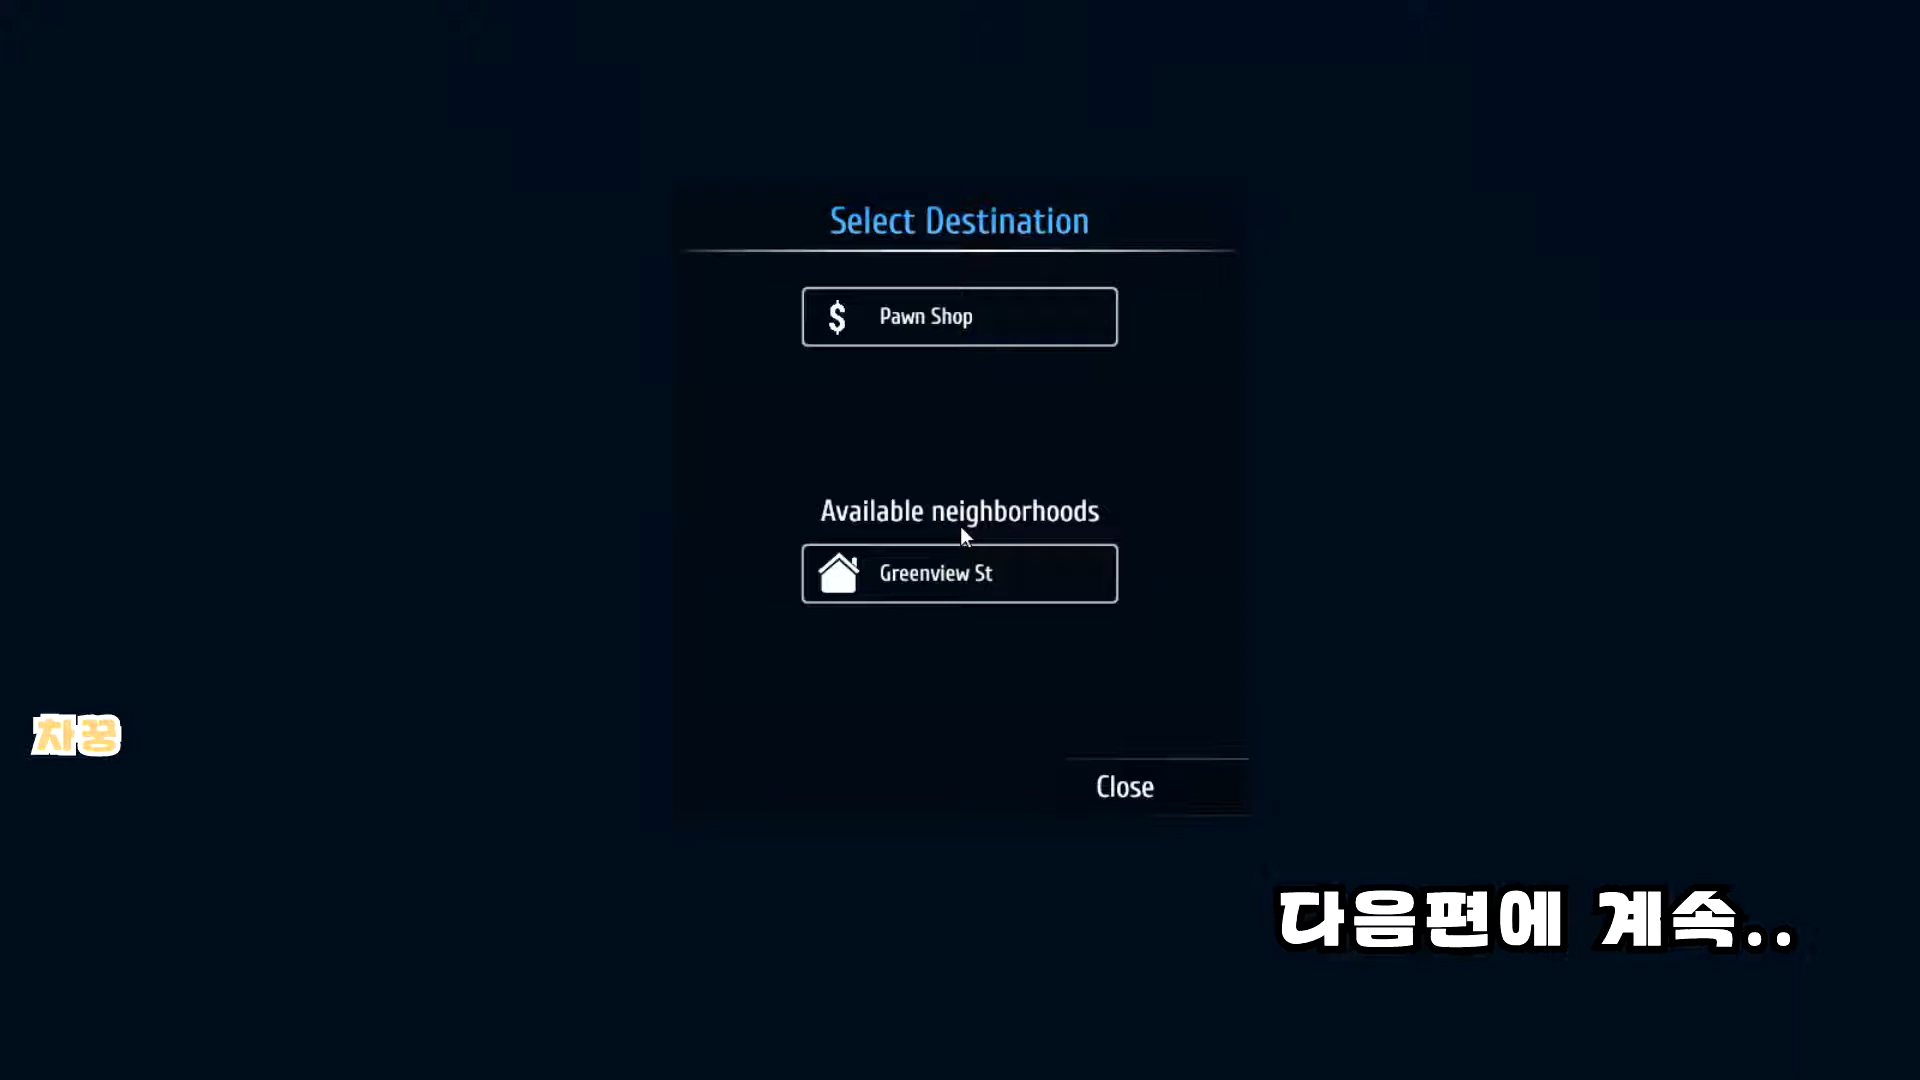 Select Destination
$ Pawn Shop
Available neighborhoods
Greenview St
차꿍
Close
다음편에 계속..